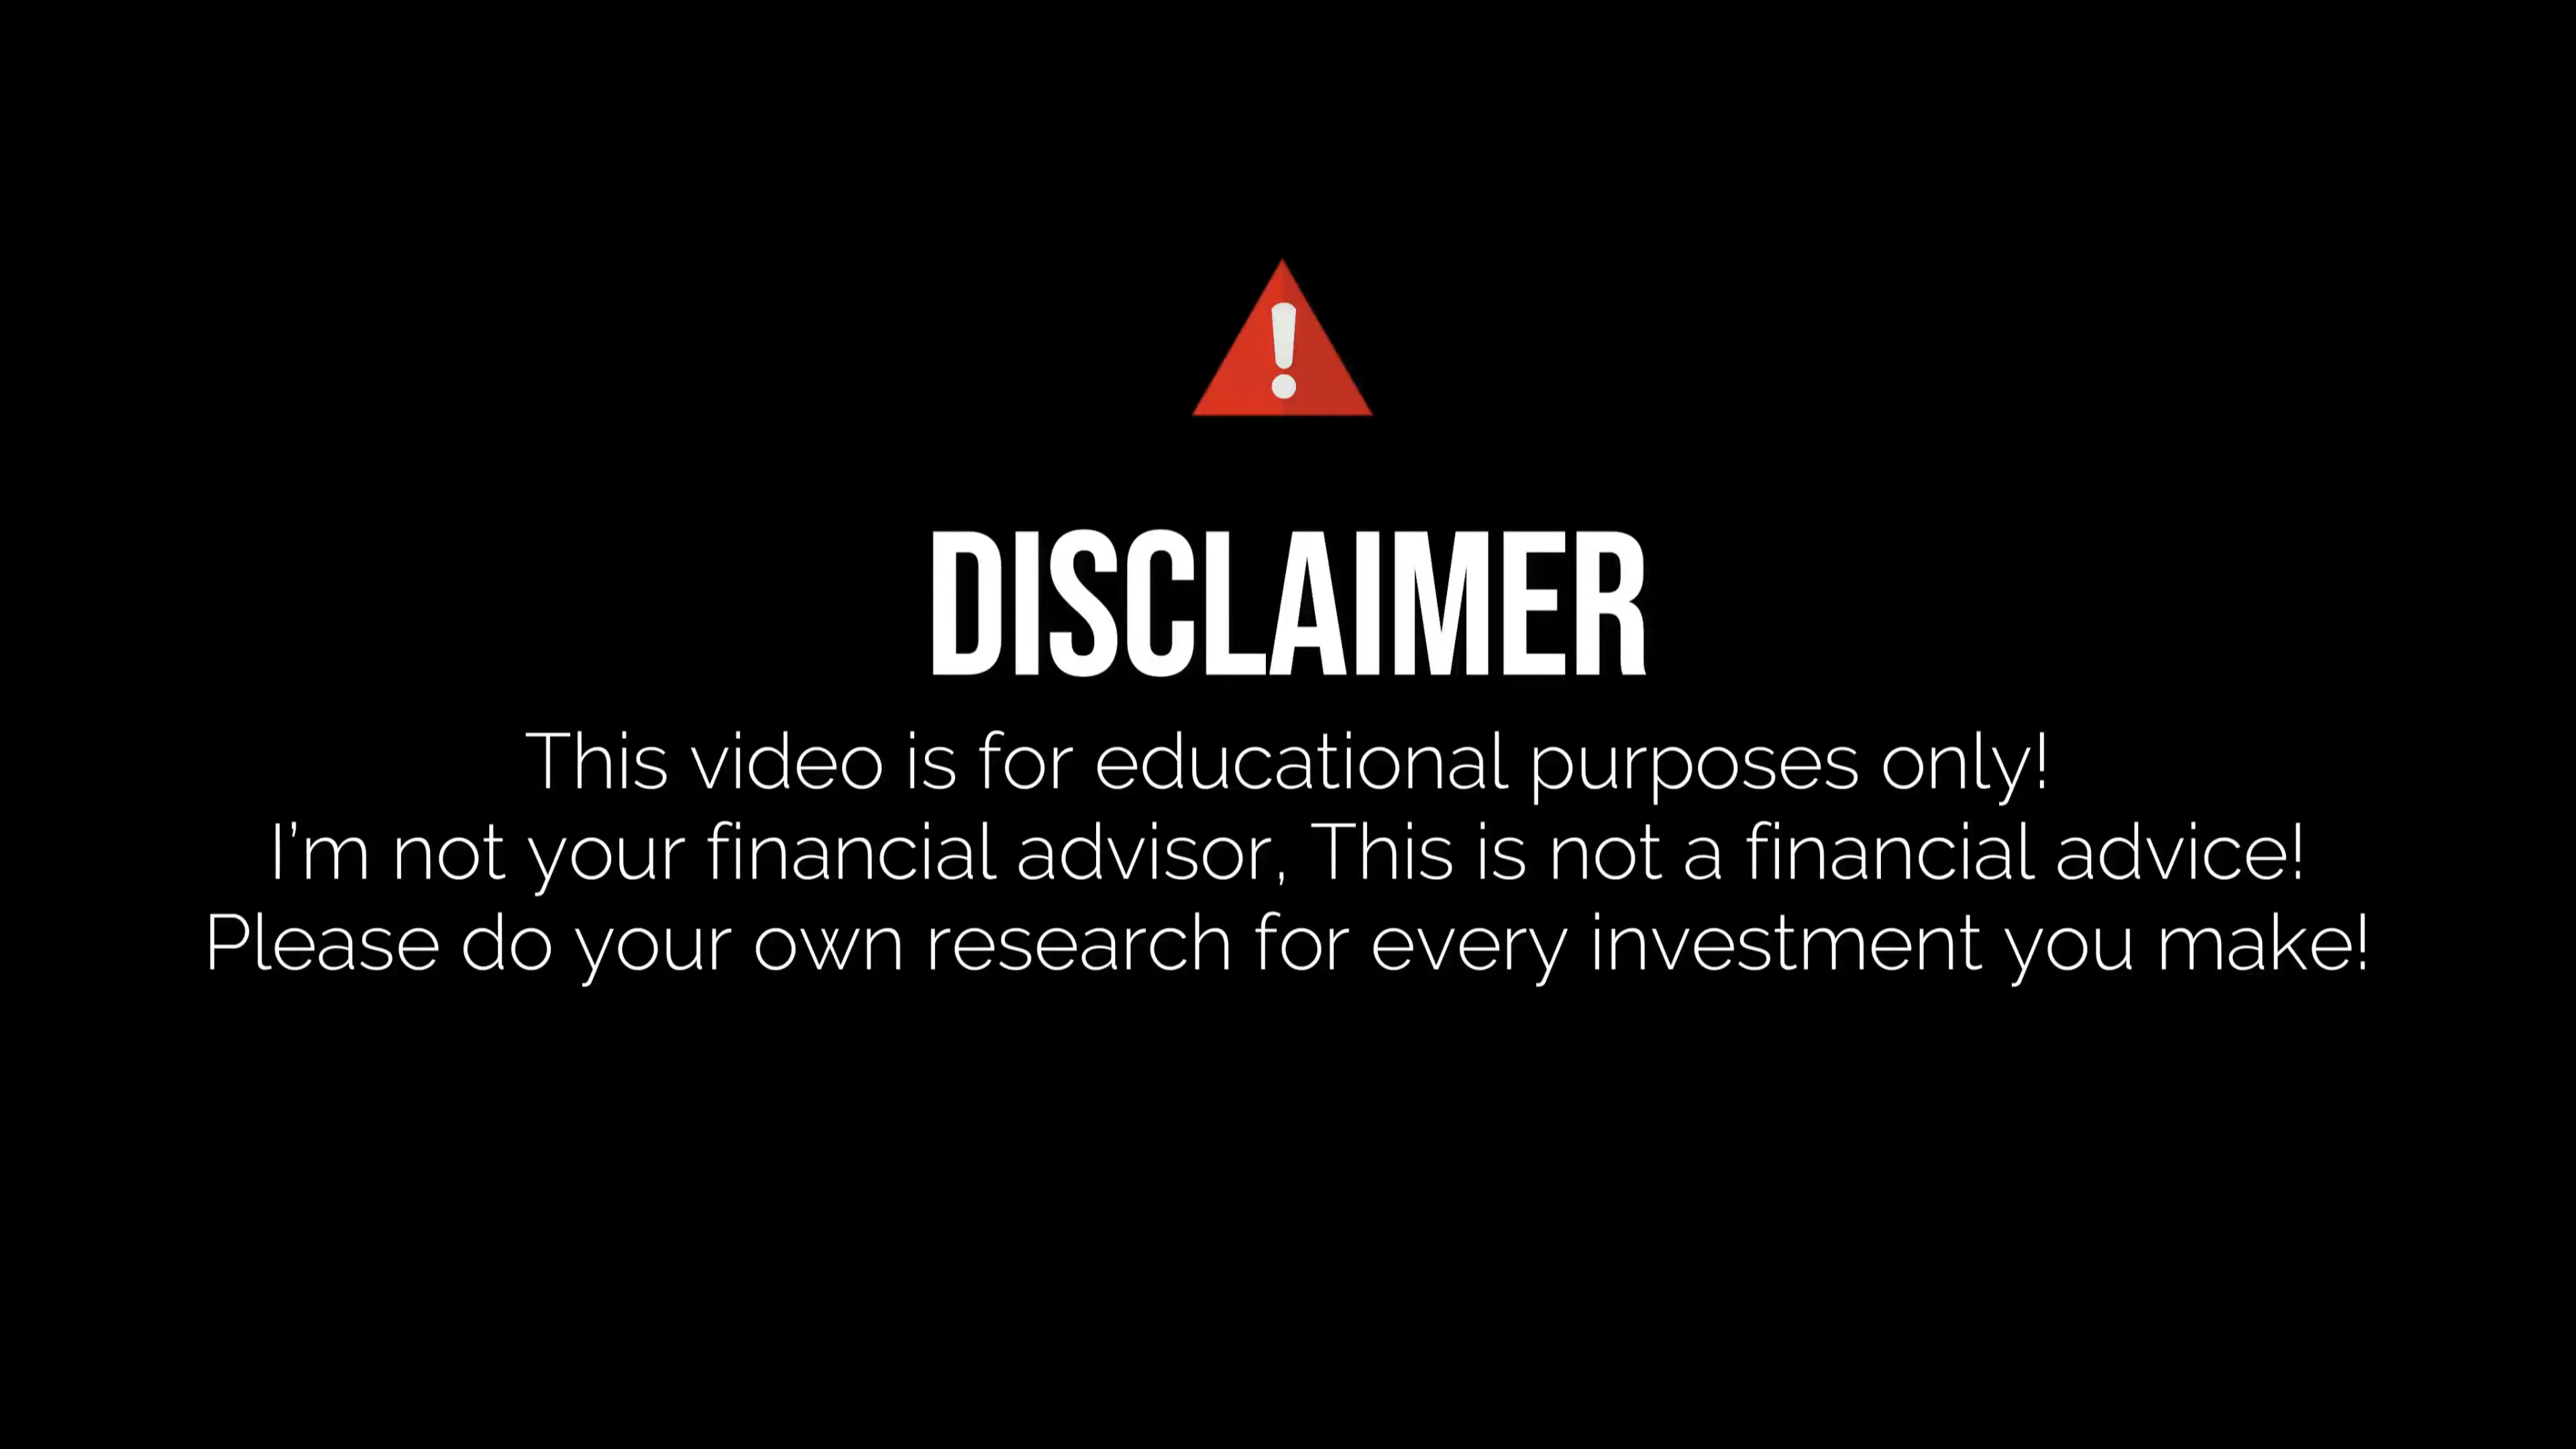 DISCLAIMER
This video is for educational purposes only!
I’m not your financial advisor, This is not a financial advice!
Please do your own research for every investment you make!